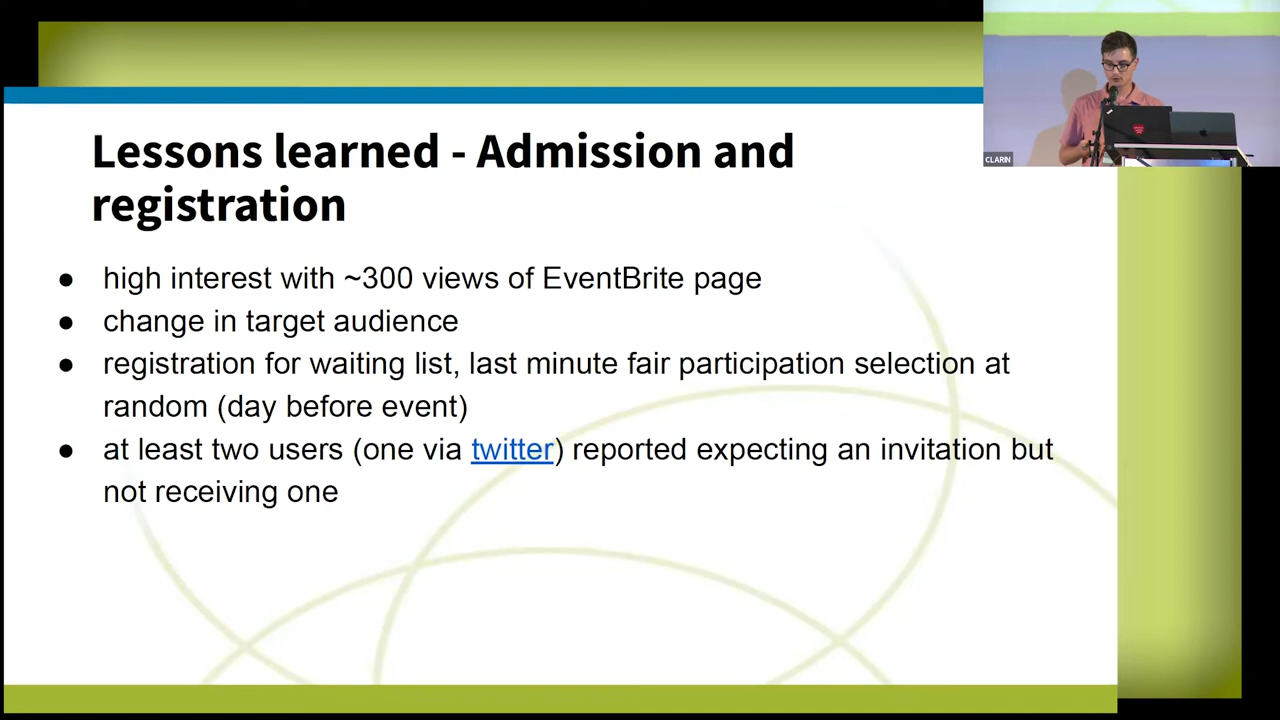 Lessons learned - Admission and
registration
● high interest with ~300 views of EventBrite page
● change in target audience
● registration for waiting list, last minute fair participation selection at
random (day before event)
● at least two users (one via twitter) reported expecting an invitation but
not receiving one
CLARIN